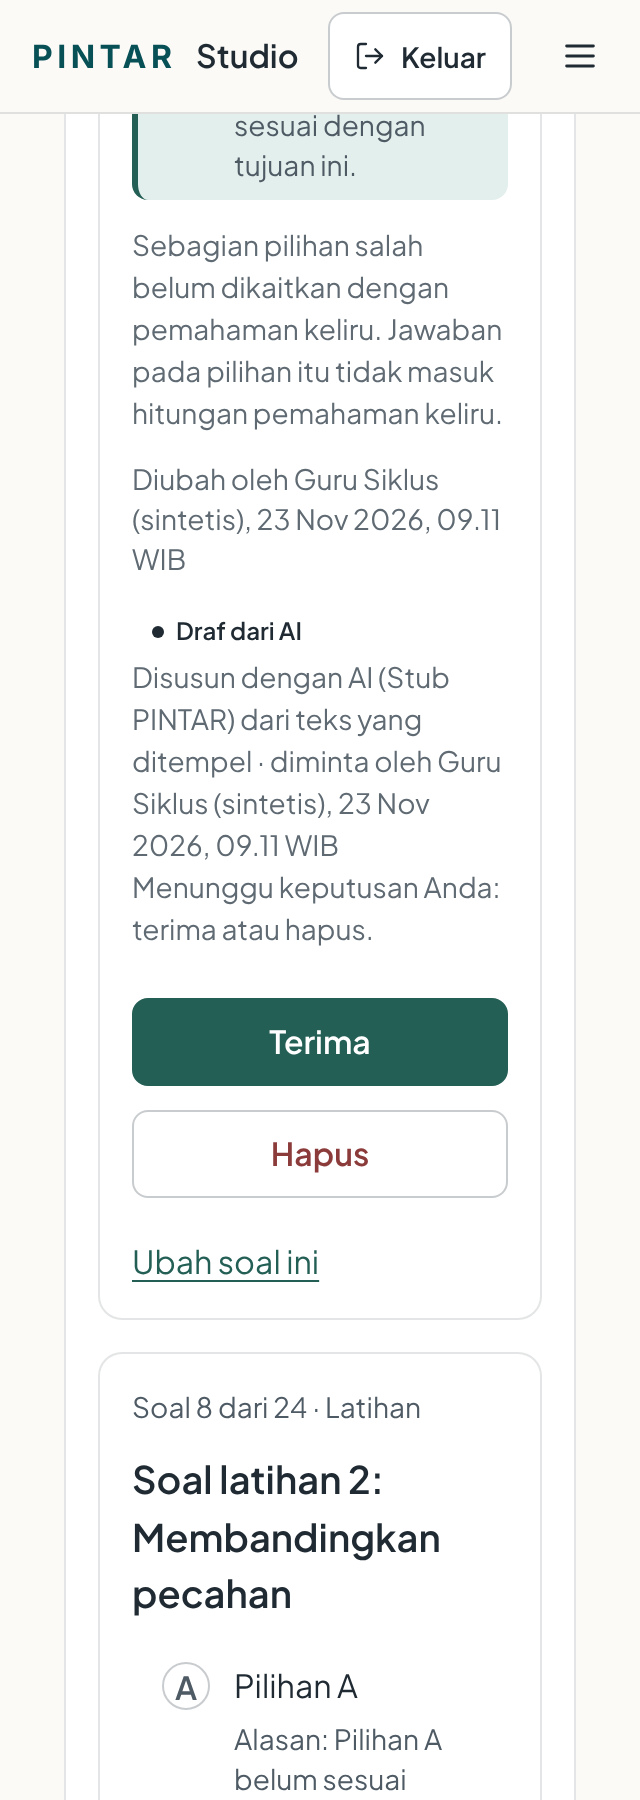 PINTAR Studio
Keluar
sesuai dengan
tujuan ini.
Sebagian pilihan salah
belum dikaitkan dengan
pemahaman keliru. Jawaban
pada pilihan itu tidak masuk
hitungan pemahaman keliru.
Diubah oleh Guru Siklus
(sintetis), 23 Nov 2026, 09.11
WIB
Draf dari AI
Disusun dengan AI (Stub
PINTAR) dari teks yang
ditempel · diminta oleh Guru
Siklus (sintetis), 23 Nov
2026, 09.11 WIB
Menunggu keputusan Anda:
terima atau hapus.
Terima
Hapus
Ubah soal ini
Soal 8 dari 24 · Latihan
Soal latihan 2:
Membandingkan
pecahan
A Pilihan A
Alasan: Pilihan A
belum sesuai